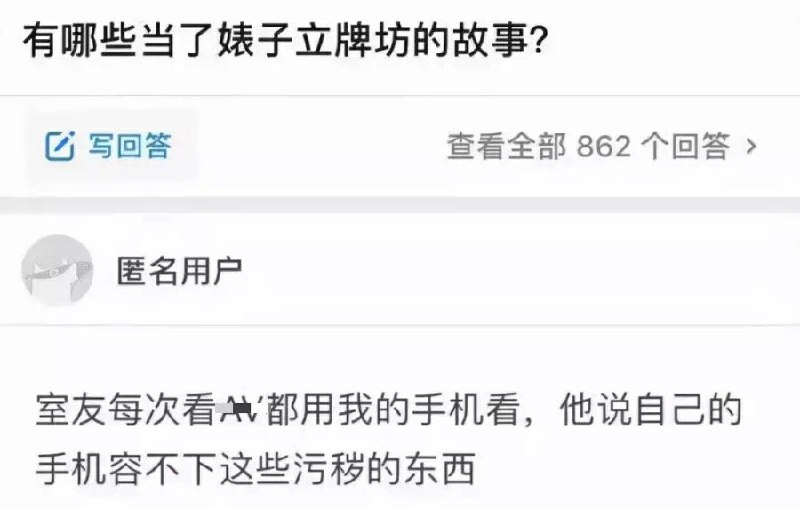 有哪些当了婊子立牌坊的故事?
写回答
查看全部 862 个回答 >
匿名用户
室友每次看AV都用我的手机看，他说自己的
手机容不下这些污秽的东西